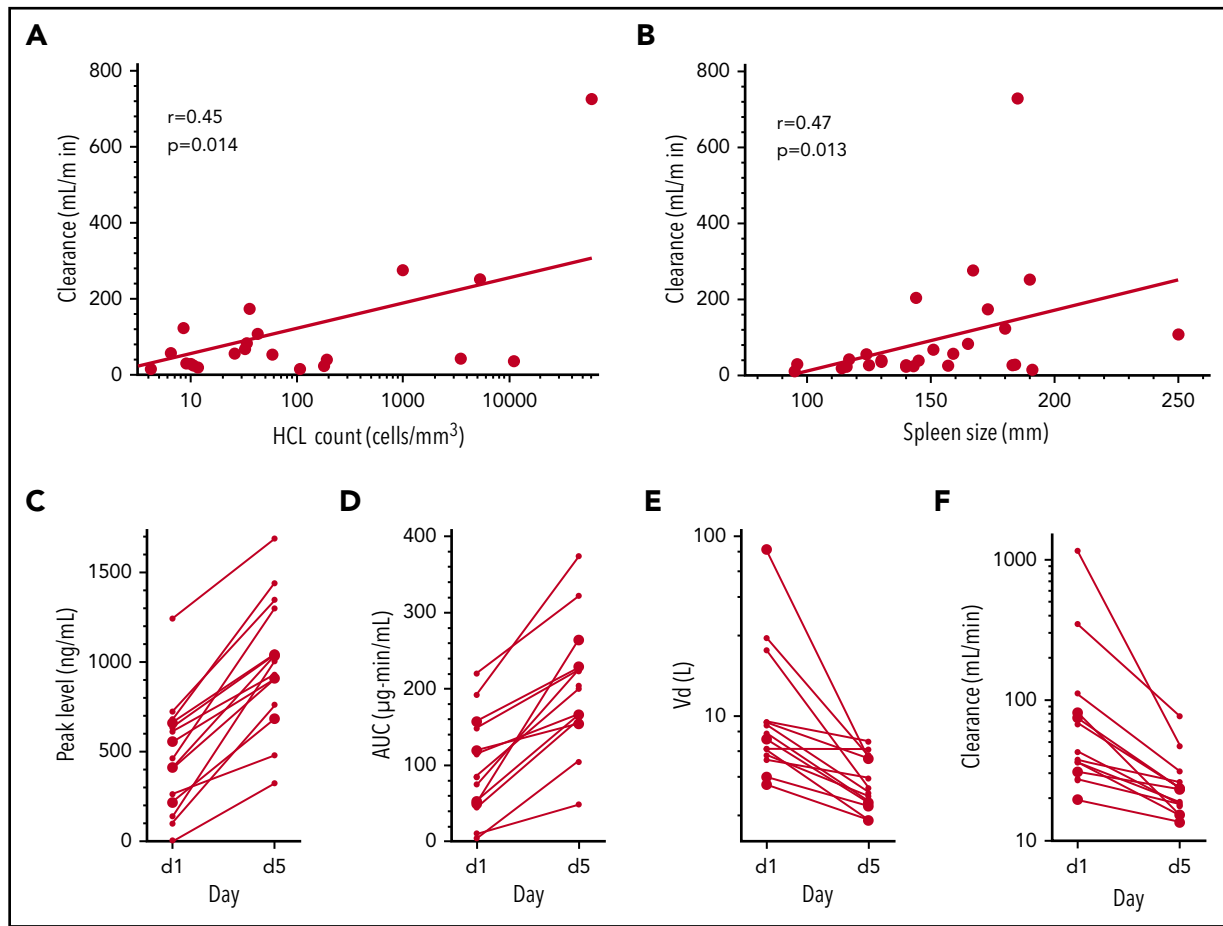 A
800
600
400
200
0
Clearance (mL/m in)
r=0.45
p=0.014
10
100
1000
10000
HCL count (cells/mm³)
B
800
600
400
200
0
Clearance (mL/m in)
r=0.47
p=0.013
100
150
200
250
Spleen size (mm)
C
1500
1000
500
0
Peak level (ng/mL)
d1
d5
Day
D
400
300
200
100
0
AUC (µg-min/mL)
d1
d5
Day
E
100
10
Vd (L)
d1
d5
Day
F
1000
100
10
Clearance (mL/min)
d1
d5
Day